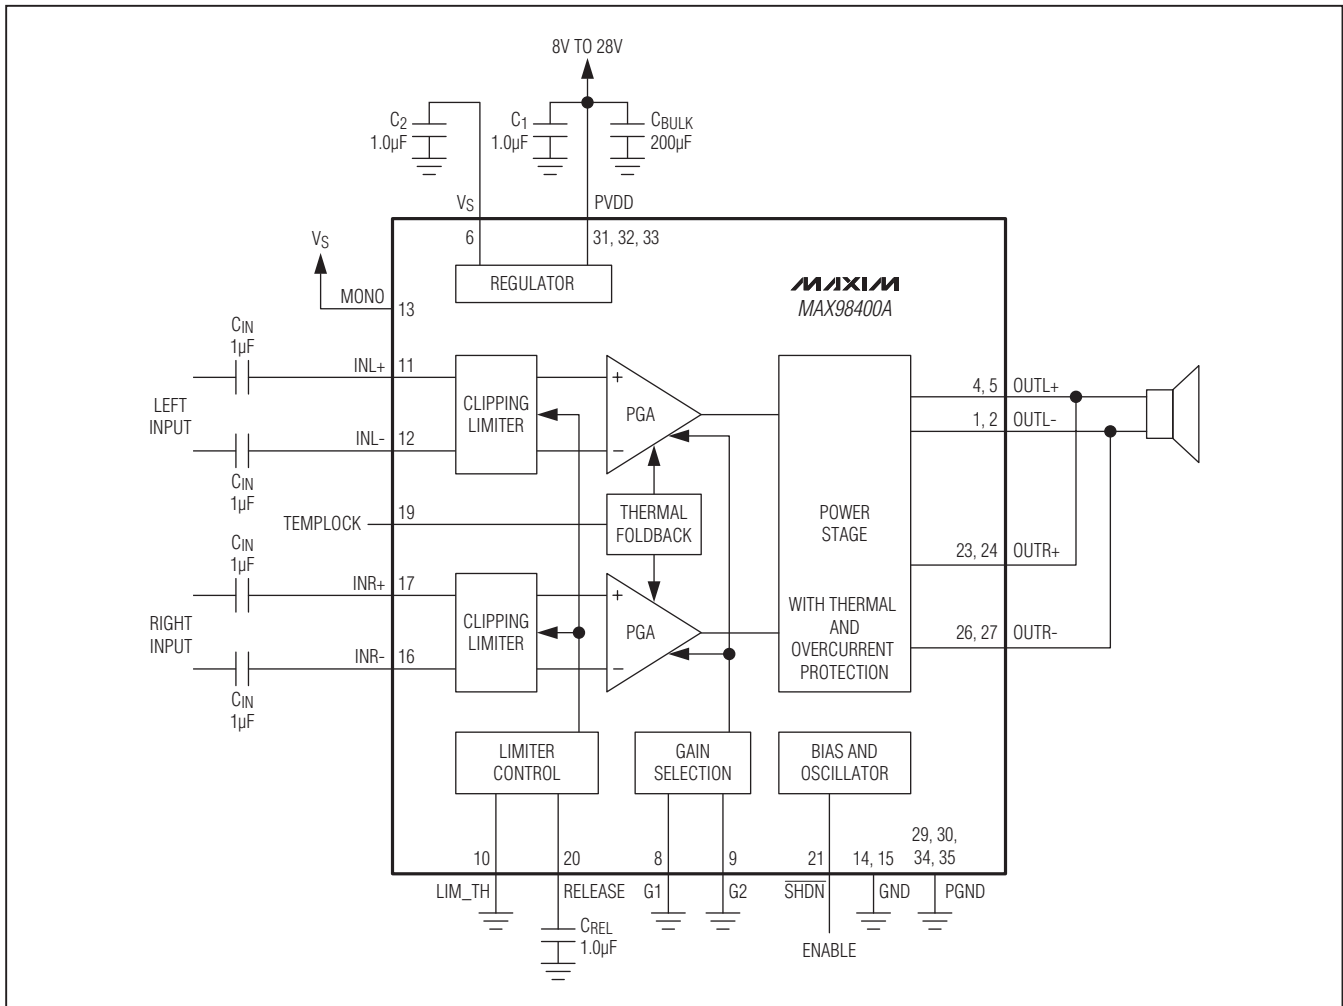 8V TO 28V
C2
1.0µF
C1
1.0µF
CBULK
200µF
VS
PVDD
6
31, 32, 33
VS
REGULATOR
MAXIM
MAX98400A
MONO
13
CIN
1µF
INL+
11
4, 5
OUTL+
LEFT
INPUT
CLIPPING
LIMITER
+
PGA
−
1, 2
OUTL-
INL-
12
CIN
1µF
TEMPLOCK
19
THERMAL
FOLDBACK
POWER
STAGE
WITH THERMAL
AND
OVERCURRENT
PROTECTION
CIN
1µF
23, 24
OUTR+
INR+
17
RIGHT
INPUT
CLIPPING
LIMITER
+
PGA
−
26, 27
OUTR-
INR-
16
CIN
1µF
LIMITER
CONTROL
GAIN
SELECTION
BIAS AND
OSCILLATOR
10
20
8
9
21
14, 15
29, 30,
34, 35
LIM_TH
RELEASE
G1
G2
SHDN
GND
PGND
CREL
1.0µF
ENABLE